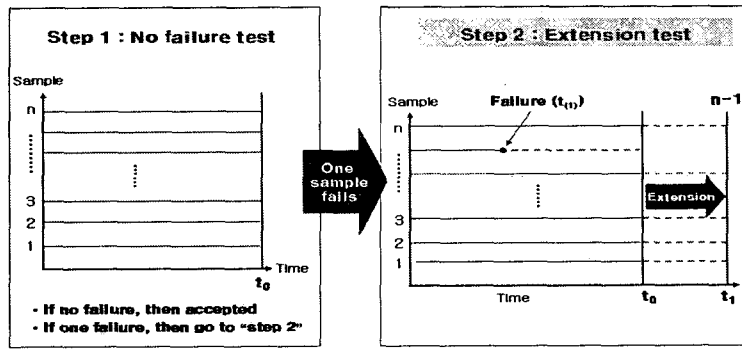 Step 1 : No failure test
Sample
n
3
2
1
Time
t₀
• If no failure, then accepted
• If one failure, then go to "step 2"
One
sample
fails
Step 2 : Extension test
Sample
Failure (t₍₁₎)
n-1
n
3
2
1
Extension
Time
t₀
t₁